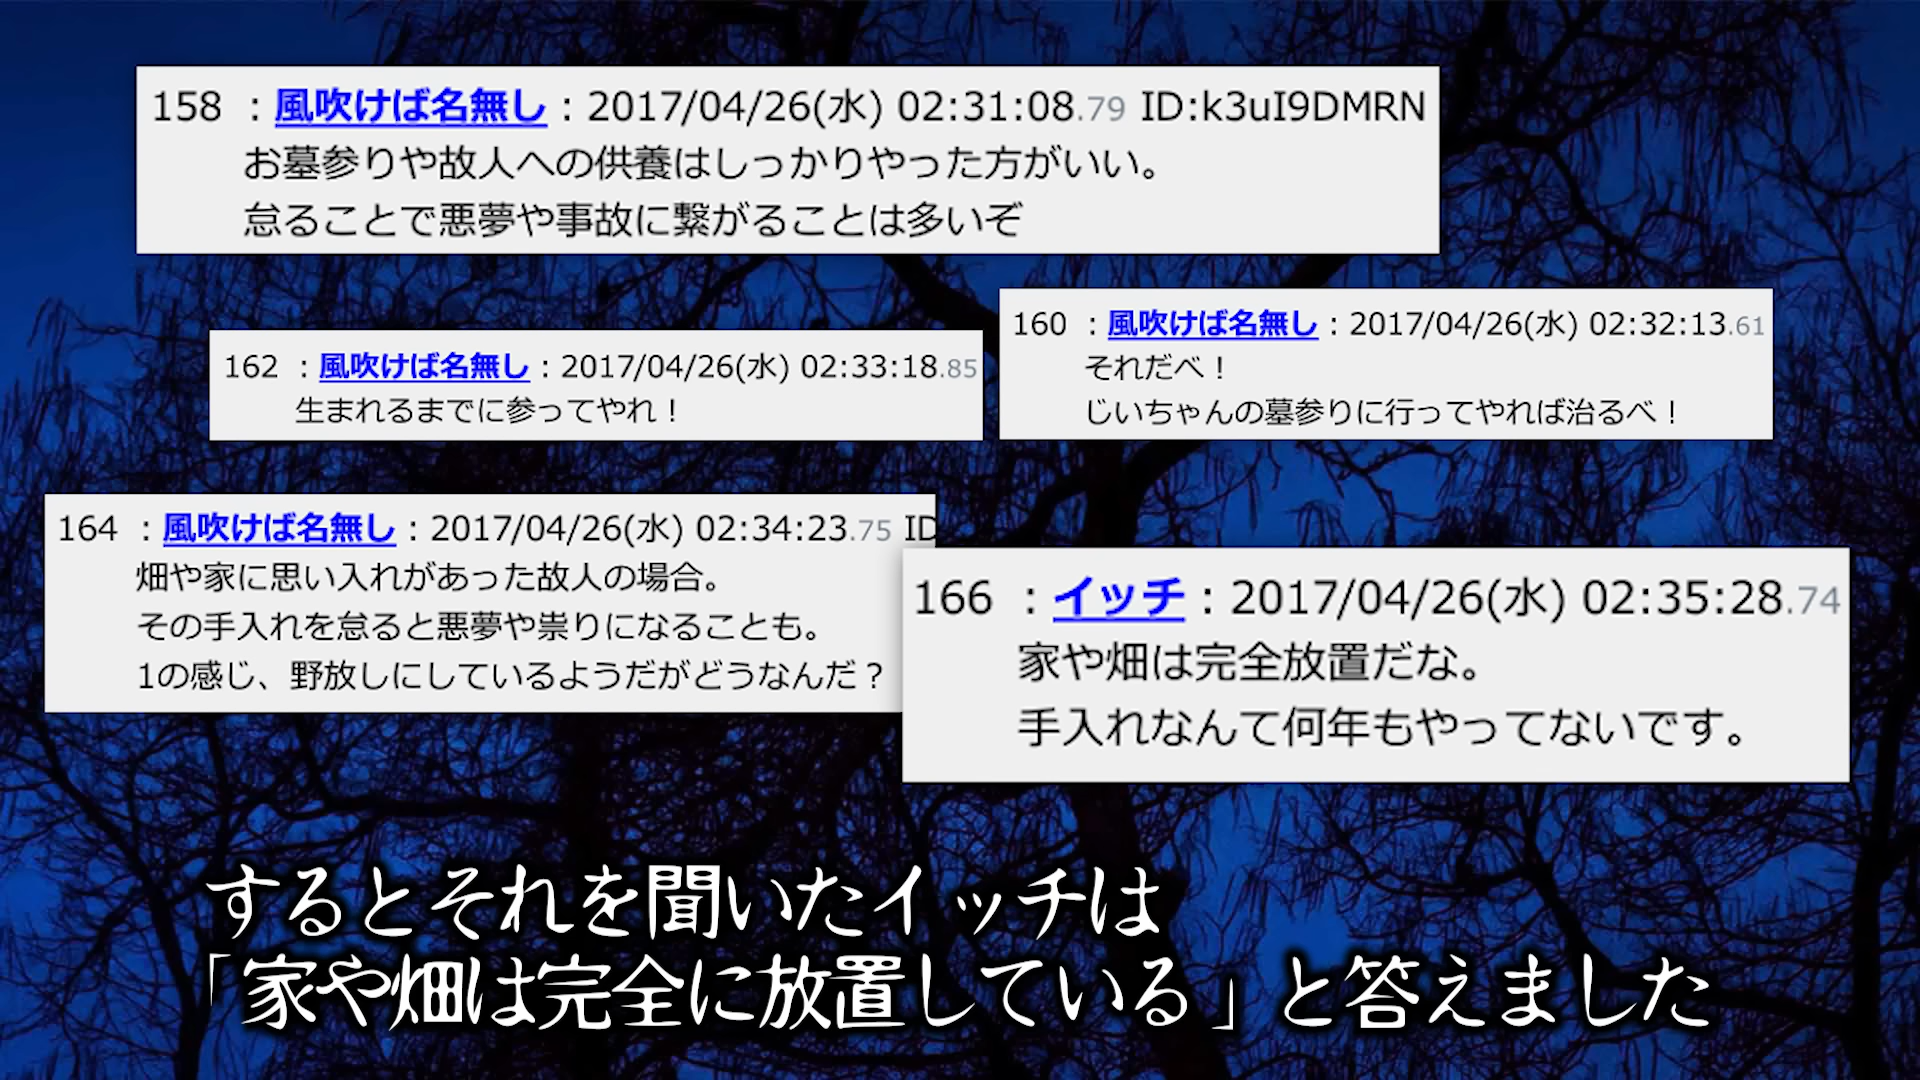 158 ：風吹けば名無し：2017/04/26(水) 02:31:08.79 ID:k3uI9DMRN
お墓参りや故人への供養はしっかりやった方がいい。
怠ることで悪夢や事故に繋がることは多いぞ
160 ：風吹けば名無し：2017/04/26(水) 02:32:13.61
それだべ！
じいちゃんの墓参りに行ってやれば治るべ！
162 ：風吹けば名無し：2017/04/26(水) 02:33:18.85
生まれるまでに参ってやれ！
164 ：風吹けば名無し：2017/04/26(水) 02:34:23.75 ID
畑や家に思い入れがあった故人の場合。
その手入れを怠ると悪夢や祟りになることも。
1の感じ、野放しにしているようだがどうなんだ？
166 ：イッチ：2017/04/26(水) 02:35:28.74
家や畑は完全放置だな。
手入れなんて何年もやってないです。
するとそれを聞いたイッチは
「家や畑は完全に放置している」と答えました